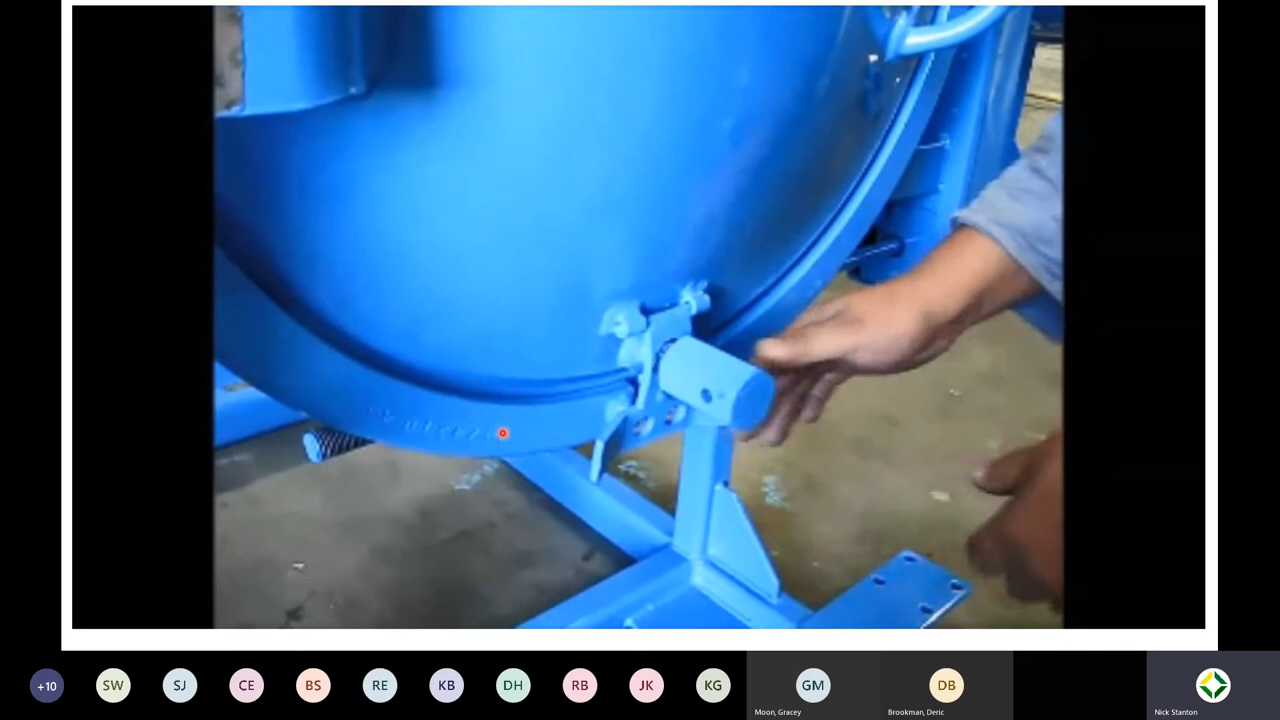 +10
SW
SJ
CE
BS
RE
KB
DH
RB
JK
KG
GM
DB
Moon, Gracey
Brookman, Deric
Nick Stanton